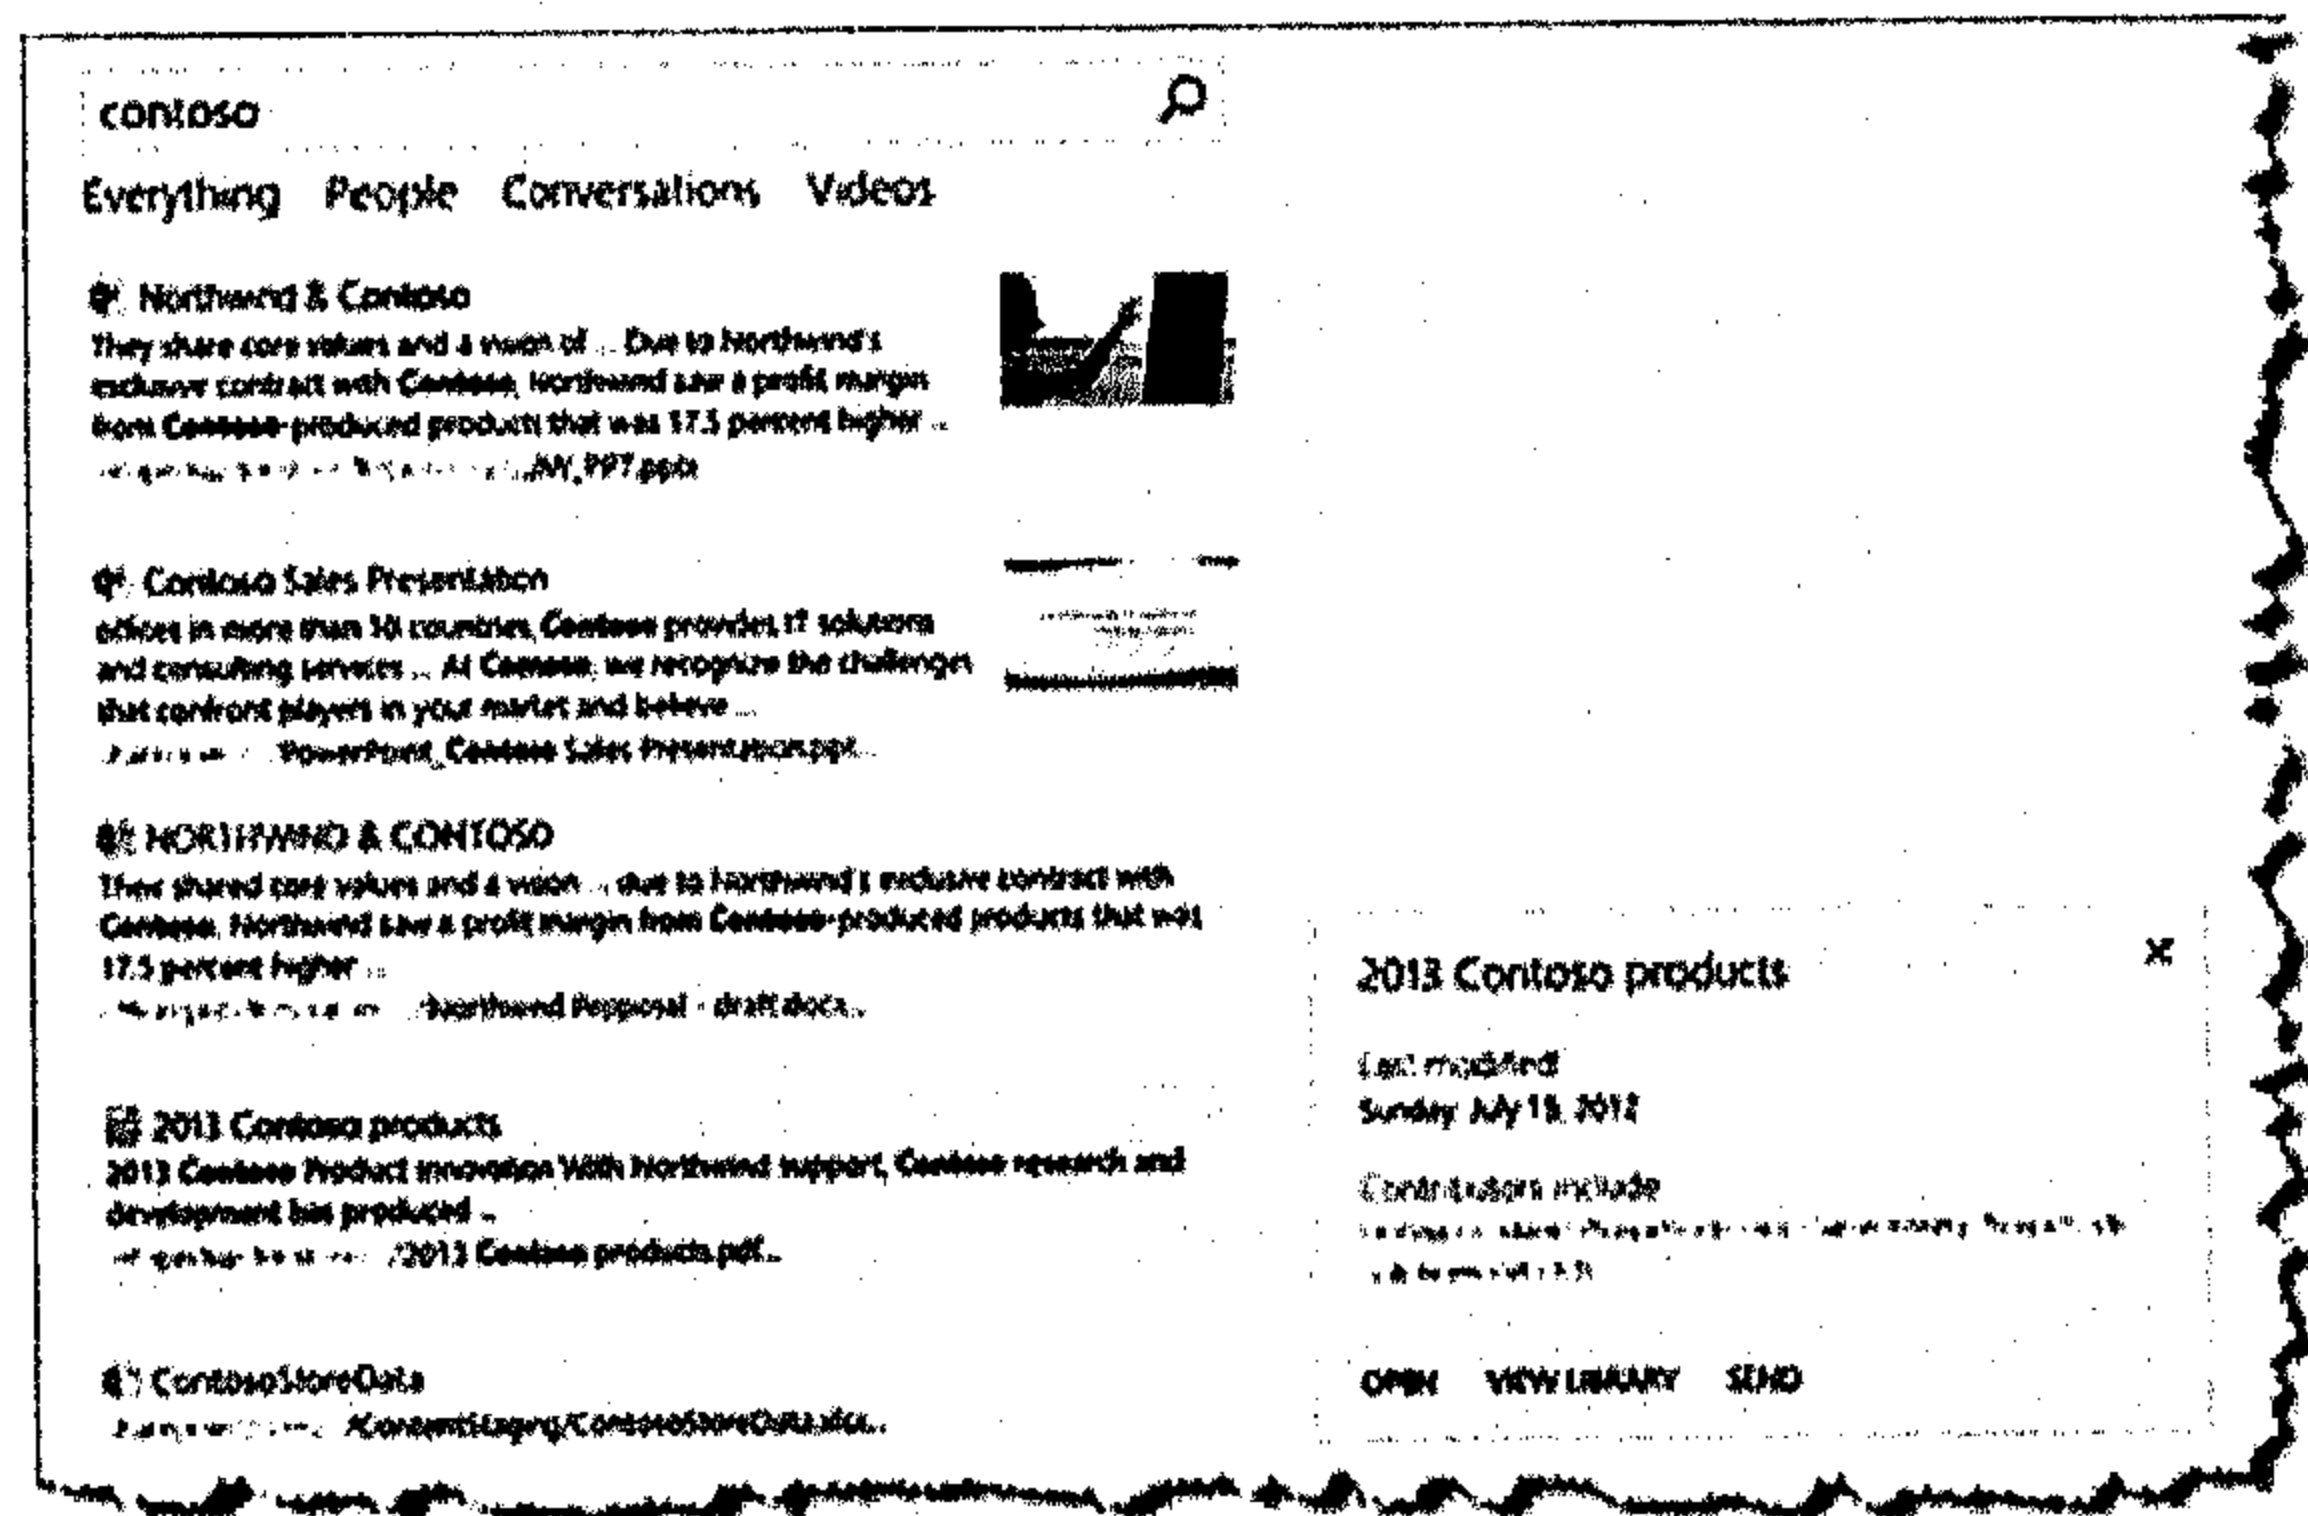 contoso
Everything People Conversations Videos
Northwind & Contoso
They share core values and a vision of ... Due to Northwind's
exclusive contract with Contoso, Northwind saw a profit margin
from Contoso-produced products that was 17.5 percent higher ...
PPT.pptx
Contoso Sales Presentation
offices in more than 10 countries, Contoso provides IT solutions
and consulting services ... At Contoso, we recognize the challenges
that confront players in your market and believe ...
PowerPoint_Contoso Sales Presentation.ppt...
NORTHWIND & CONTOSO
Their shared core values and a vision ... due to Northwind's exclusive contract with
Contoso, Northwind saw a profit margin from Contoso-produced products that was
17.5 percent higher ...
/Northwind Proposal - draft.docx...
2013 Contoso products
2013 Contoso Product Innovation With Northwind support, Contoso research and
development has produced ...
/2013 Contoso products.pdf...
ContosoStoreData
/ContentStaging/ContosoStoreData.xlsx...
2013 Contoso products
Last modified
Sunday, July 15, 2012
Contributors include
OPEN VIEW LIBRARY SEND